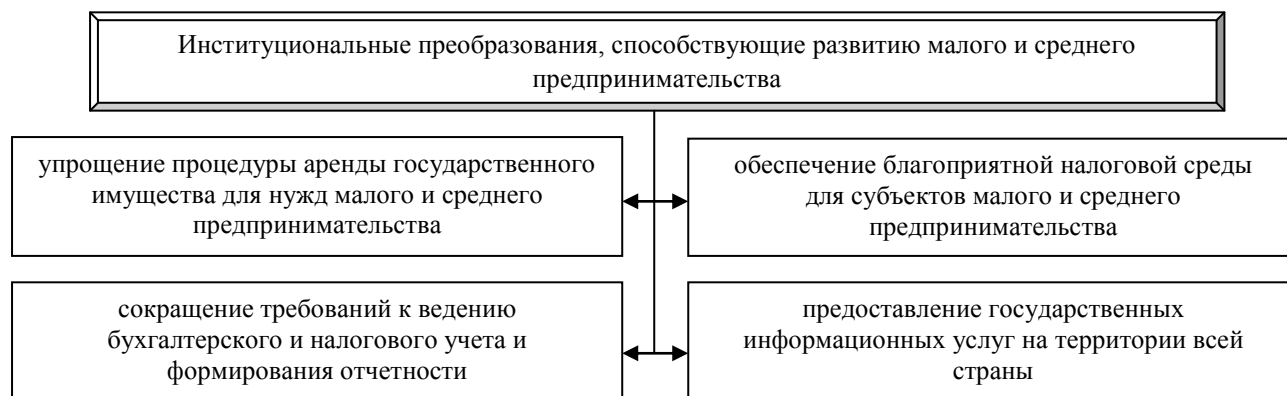 Институциональные преобразования, способствующие развитию малого и среднего
предпринимательства
упрощение процедуры аренды государственного
имущества для нужд малого и среднего
предпринимательства
обеспечение благоприятной налоговой среды
для субъектов малого и среднего
предпринимательства
сокращение требований к ведению
бухгалтерского и налогового учета и
формирования отчетности
предоставление государственных
информационных услуг на территории всей
страны